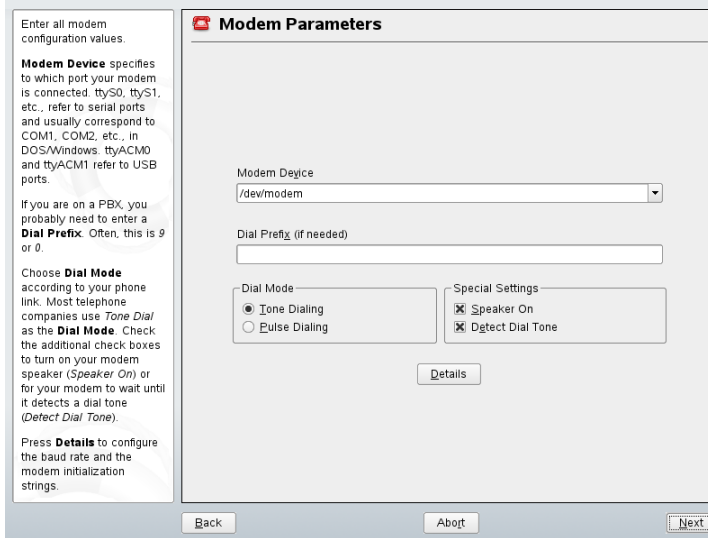 Enter all modem
configuration values.
Modem Device specifies
to which port your modem
is connected. ttyS0, ttyS1,
etc., refer to serial ports
and usually correspond to
COM1, COM2, etc., in
DOS/Windows. ttyACM0
and ttyACM1 refer to USB
ports.
If you are on a PBX, you
probably need to enter a
Dial Prefix. Often, this is 9
or 0.
Choose Dial Mode
according to your phone
link. Most telephone
companies use Tone Dial
as the Dial Mode. Check
the additional check boxes
to turn on your modem
speaker (Speaker On) or
for your modem to wait until
it detects a dial tone
(Detect Dial Tone).
Press Details to configure
the baud rate and the
modem initialization
strings.
Modem Parameters
Modem Device
/dev/modem
Dial Prefix (if needed)
Dial Mode
Tone Dialing
Pulse Dialing
Special Settings
Speaker On
Detect Dial Tone
Details
Back
Abort
Next